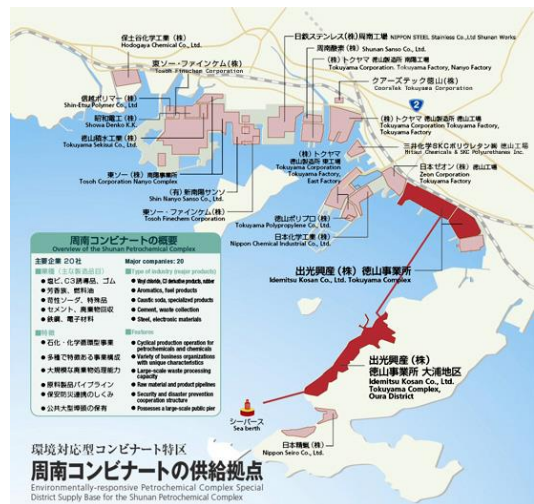 保土谷化学工業(株)
Hodogaya Chemical Co., Ltd.
東ソー・ファインケム(株)
Tosoh Finechem Corporation
日鉄ステンレス(株)周南工場 NIPPON STEEL Stainless Co.,Ltd Shunan Works
周南酸素(株) Shunan Sanso Co., Ltd.
(株)トクヤマ 徳山製造所 南陽工場
Tokuyama Corporation. Tokuyama Factory, Nanyo Factory
クアーズテック徳山(株)
CoorsTek Tokuyama Corporation
信越ポリマー(株)
Shin-Etsu Polymer Co., Ltd
昭和電工(株)
Showa Denko K.K.
徳山積水工業(株)
Tokuyama Sekisui Co., Ltd.
2
(株)トクヤマ 徳山製造所 徳山工場
Tokuyama Corporation Tokuyama Factory,
Tokuyama Factory
三井化学SKCポリウレタン(株) 徳山工場
Mitsui Chemicals & SKC Polyurethanes Inc.
(株)トクヤマ
徳山製造所 東工場
Tokuyama Corporation
Tokuyama Factory,
East Factory
日本ゼオン(株) 徳山工場
Zeon Corporation
Tokuyama Factory
東ソー(株) 南陽事業所
Tosoh Corporation Nanyo Complex
(有)新南陽サンソ
Shin Nanyo Sanso Co., Ltd.
東ソー・ファインケム(株)
Tosoh Finechem Corporation
徳山ポリプロ(株)
Tokuyama Polypropylene Co., Ltd.
日本化学工業(株)
Nippon Chemical Industrial Co., Ltd.
出光興産(株) 徳山事業所
Idemitsu Kosan Co., Ltd. Tokuyama Complex
周南コンビナートの概要
Overview of the Shunan Petrochemical Complex
主要企業 20社 Major companies: 20
■業種(主な製造品目) ■Type of industry (major products)
● 塩ビ、C3誘導品、ゴム ● Vinyl chloride, C3 derivative products, rubber
● 芳香族、燃料油 ● Aromatics, fuel products
● 苛性ソーダ、特殊品 ● Caustic soda, specialized products
● セメント、廃棄物回収 ● Cement, waste collection
● 鉄鋼、電子材料 ● Steel, electronic materials
■特徴 ■Features
● 石化・化学循環型事業 ● Cyclical production operation for petrochemicals and chemicals
● 多種で特徴ある事業構成 ● Variety of business organizations with unique characteristics
● 大規模な廃棄物処理能力 ● Large-scale waste processing capacity
● 原料製品パイプライン ● Raw material and product pipelines
● 保安防災連携のしくみ ● Security and disaster prevention cooperation structure
● 公共大型埠頭の保有 ● Possesses a large-scale public pier
出光興産(株)
徳山事業所 大浦地区
Idemitsu Kosan Co., Ltd.
Tokuyama Complex,
Oura District
シーバース
Sea berth
日本精蝋(株)
Nippon Seiro Co., Ltd.
環境対応型コンビナート特区
周南コンビナートの供給拠点
Environmentally-responsive Petrochemical Complex Special
District Supply Base for the Shunan Petrochemical Complex